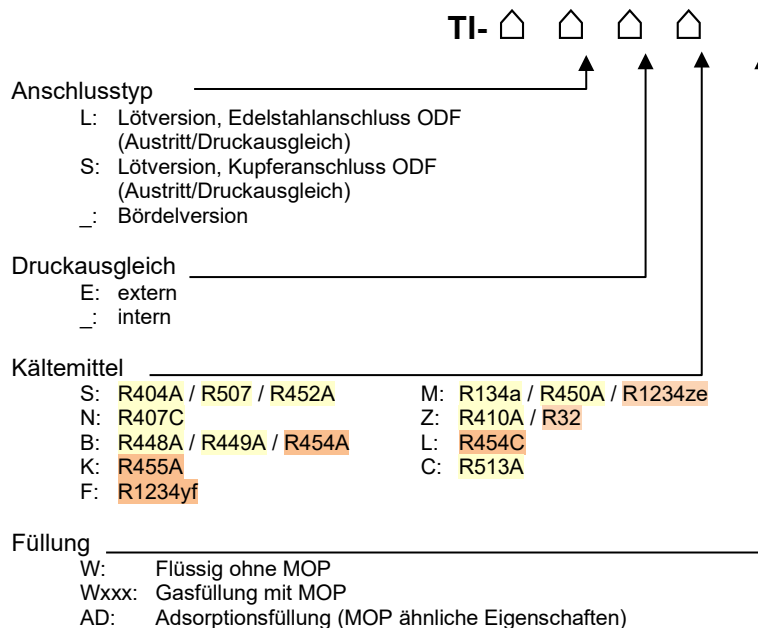 TI-
Anschlusstyp
L: Lötversion, Edelstahlanschluss ODF
(Austritt/Druckausgleich)
S: Lötversion, Kupferanschluss ODF
(Austritt/Druckausgleich)
_: Bördelversion
Druckausgleich
E: extern
_: intern
Kältemittel
S: R404A / R507 / R452A M: R134a / R450A / R1234ze
N: R407C Z: R410A / R32
B: R448A / R449A / R454A L: R454C
K: R455A C: R513A
F: R1234yf
Füllung
W: Flüssig ohne MOP
Wxxx: Gasfüllung mit MOP
AD: Adsorptionsfüllung (MOP ähnliche Eigenschaften)